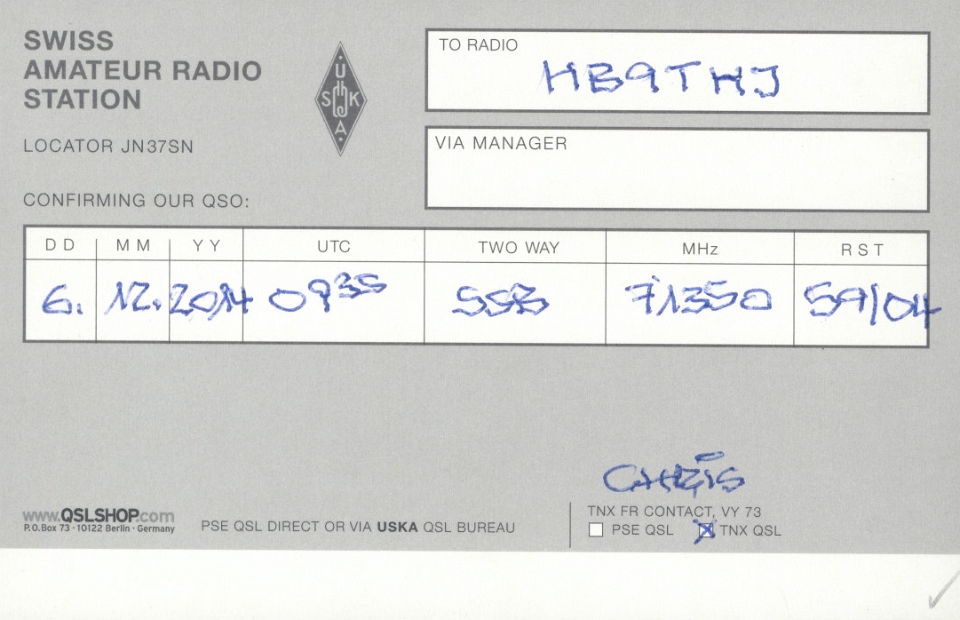 SWISS
AMATEUR RADIO
STATION
LOCATOR JN37SN
USKA
TO RADIO
HB9THJ
VIA MANAGER
CONFIRMING OUR QSO:
DD MM YY UTC TWO WAY MHz RST
6. 12. 2014 0935 SSB 7,1350 59/04
CHRIS
TNX FR CONTACT, VY 73
PSE QSL TNX QSL
www.QSLSHOP.com
P.O.Box 73 · 10122 Berlin · Germany
PSE QSL DIRECT OR VIA USKA QSL BUREAU